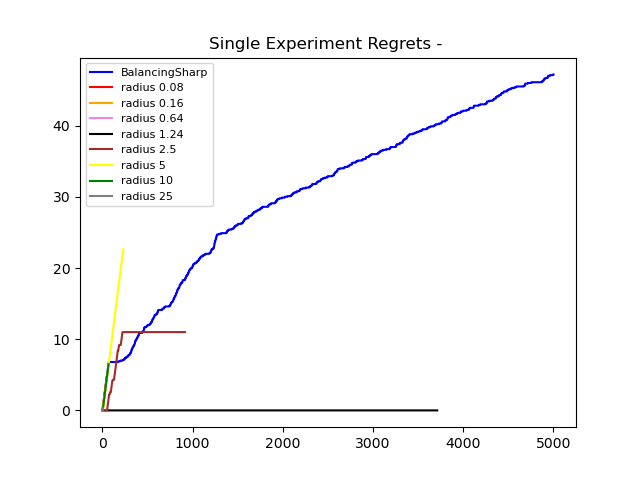 Single Experiment Regrets -
BalancingSharp
radius 0.08
radius 0.16
radius 0.64
radius 1.24
radius 2.5
radius 5
radius 10
radius 25
40
30
20
10
0
0 1000 2000 3000 4000 5000